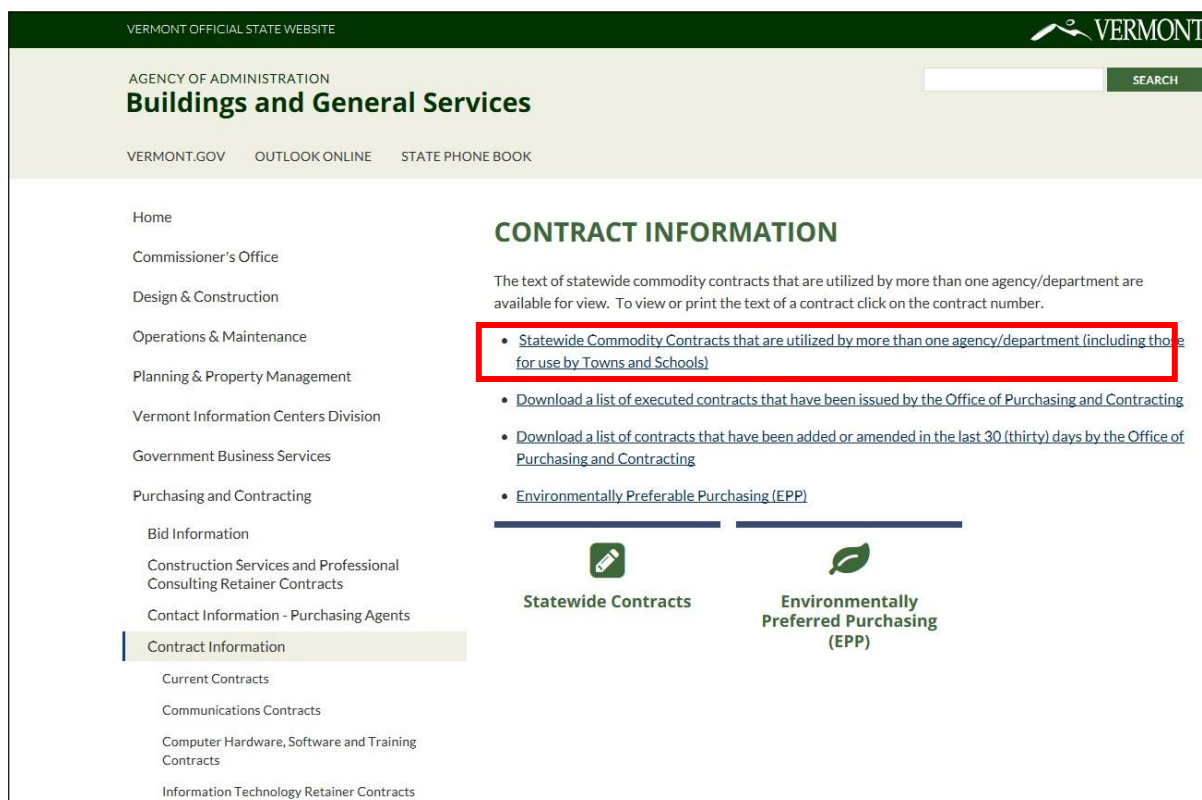 VERMONT OFFICIAL STATE WEBSITE
VERMONT
AGENCY OF ADMINISTRATION
Buildings and General Services
SEARCH
VERMONT.GOV OUTLOOK ONLINE STATE PHONE BOOK
Home
Commissioner's Office
Design & Construction
Operations & Maintenance
Planning & Property Management
Vermont Information Centers Division
Government Business Services
Purchasing and Contracting
Bid Information
Construction Services and Professional
Consulting Retainer Contracts
Contact Information - Purchasing Agents
Contract Information
Current Contracts
Communications Contracts
Computer Hardware, Software and Training
Contracts
Information Technology Retainer Contracts
CONTRACT INFORMATION
The text of statewide commodity contracts that are utilized by more than one agency/department are
available for view. To view or print the text of a contract click on the contract number.
• Statewide Commodity Contracts that are utilized by more than one agency/department (including those
for use by Towns and Schools)
• Download a list of executed contracts that have been issued by the Office of Purchasing and Contracting
• Download a list of contracts that have been added or amended in the last 30 (thirty) days by the Office of
Purchasing and Contracting
• Environmentally Preferable Purchasing (EPP)
Statewide Contracts
Environmentally
Preferred Purchasing
(EPP)